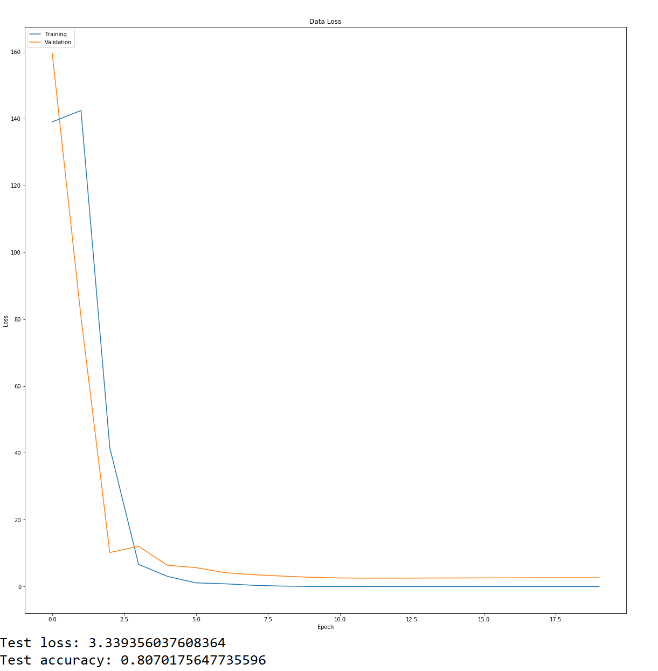 Data Loss
Training
Validation
160
140
120
100
80
60
40
20
0
Loss
0.0 2.5 5.0 7.5 10.0 12.5 15.0 17.5
Epoch
Test loss: 3.339356037608364
Test accuracy: 0.8070175647735596